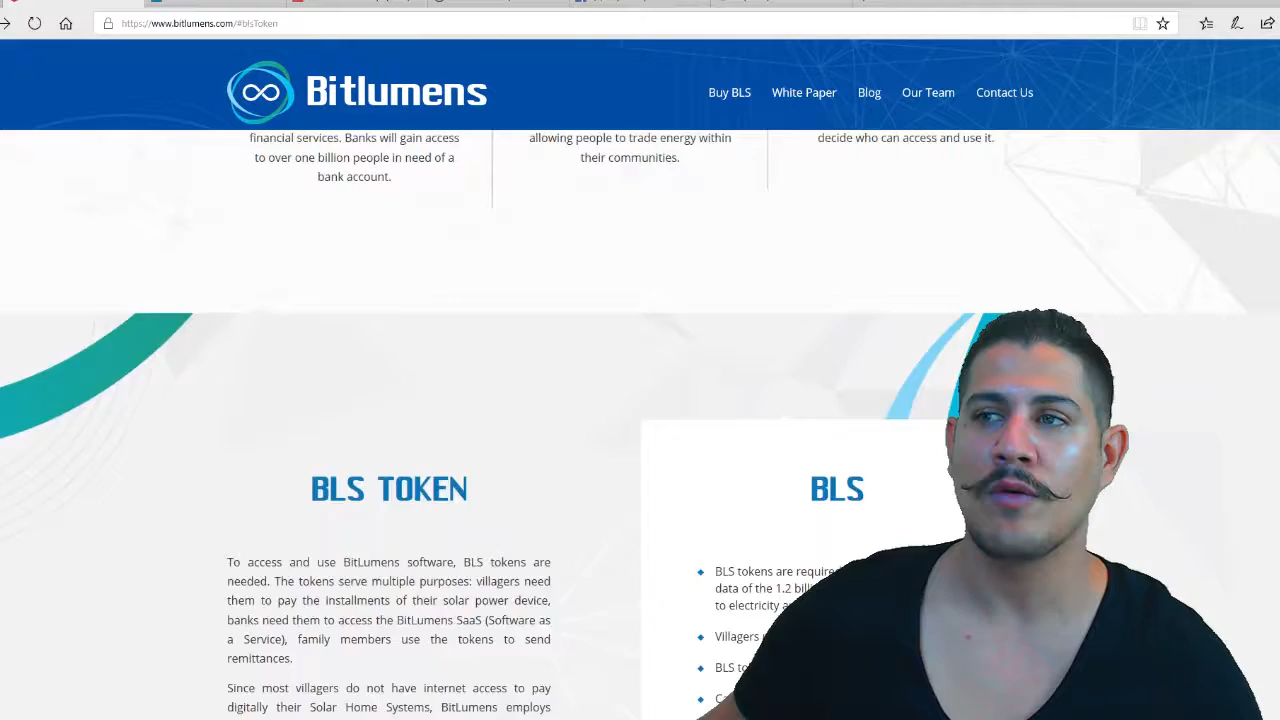 https://www.bitlumens.com/#blsToken
Bitlumens
Buy BLS
White Paper
Blog
Our Team
Contact Us
financial services. Banks will gain access
to over one billion people in need of a
bank account.
allowing people to trade energy within
their communities.
decide who can access and use it.
BLS TOKEN
To access and use BitLumens software, BLS tokens are
needed. The tokens serve multiple purposes: villagers need
them to pay the installments of their solar power device,
banks need them to access the BitLumens SaaS (Software as
a Service), family members use the tokens to send
remittances.
Since most villagers do not have internet access to pay
digitally their Solar Home Systems, BitLumens employs
BLS
BLS tokens are required
data of the 1.2
to electricity
Villagers
BLS